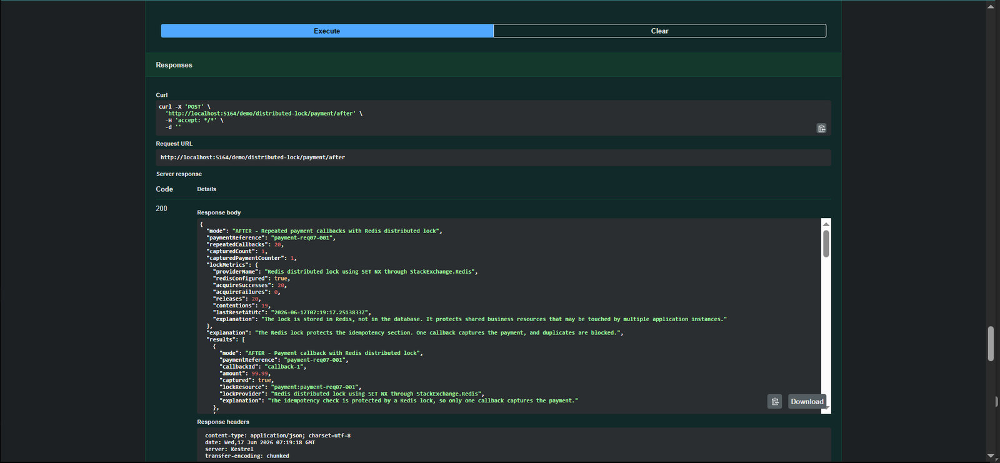 Execute
Clear
Responses
Curl
curl -X 'POST' \
  'http://localhost:5164/demo/distributed-lock/payment/after' \
  -H 'accept: */*' \
  -d ''
Request URL
http://localhost:5164/demo/distributed-lock/payment/after
Server response
Code Details
200
Response body
{
  "mode": "AFTER - Repeated payment callbacks with Redis distributed lock",
  "paymentReference": "payment-req07-001",
  "repeatedCallbacks": 20,
  "capturedCount": 1,
  "capturedPaymentCounter": 1,
  "lockMetrics": {
    "providerName": "Redis distributed lock using SET NX through StackExchange.Redis",
    "redisConfigured": true,
    "acquireSuccesses": 20,
    "acquireFailures": 0,
    "releases": 20,
    "contentions": 19,
    "lastResetAtUtc": "2026-06-17T07:19:17.2513833Z",
    "explanation": "The lock is stored in Redis, not in the database. It protects shared business resources that may be touched by multiple application instances."
  },
  "explanation": "The Redis lock protects the idempotency section. One callback captures the payment, and duplicates are blocked.",
  "results": [
    {
      "mode": "AFTER - Payment callback with Redis distributed lock",
      "paymentReference": "payment-req07-001",
      "callbackId": "callback-1",
      "amount": 99.99,
      "captured": true,
      "lockResource": "payment:payment-req07-001",
      "lockProvider": "Redis distributed lock using SET NX through StackExchange.Redis",
      "explanation": "The idempotency check is protected by a Redis lock, so only one callback captures the payment."
    },
    {
Download
Response headers
content-type: application/json; charset=utf-8
date: Wed,17 Jun 2026 07:19:18 GMT
server: Kestrel
transfer-encoding: chunked